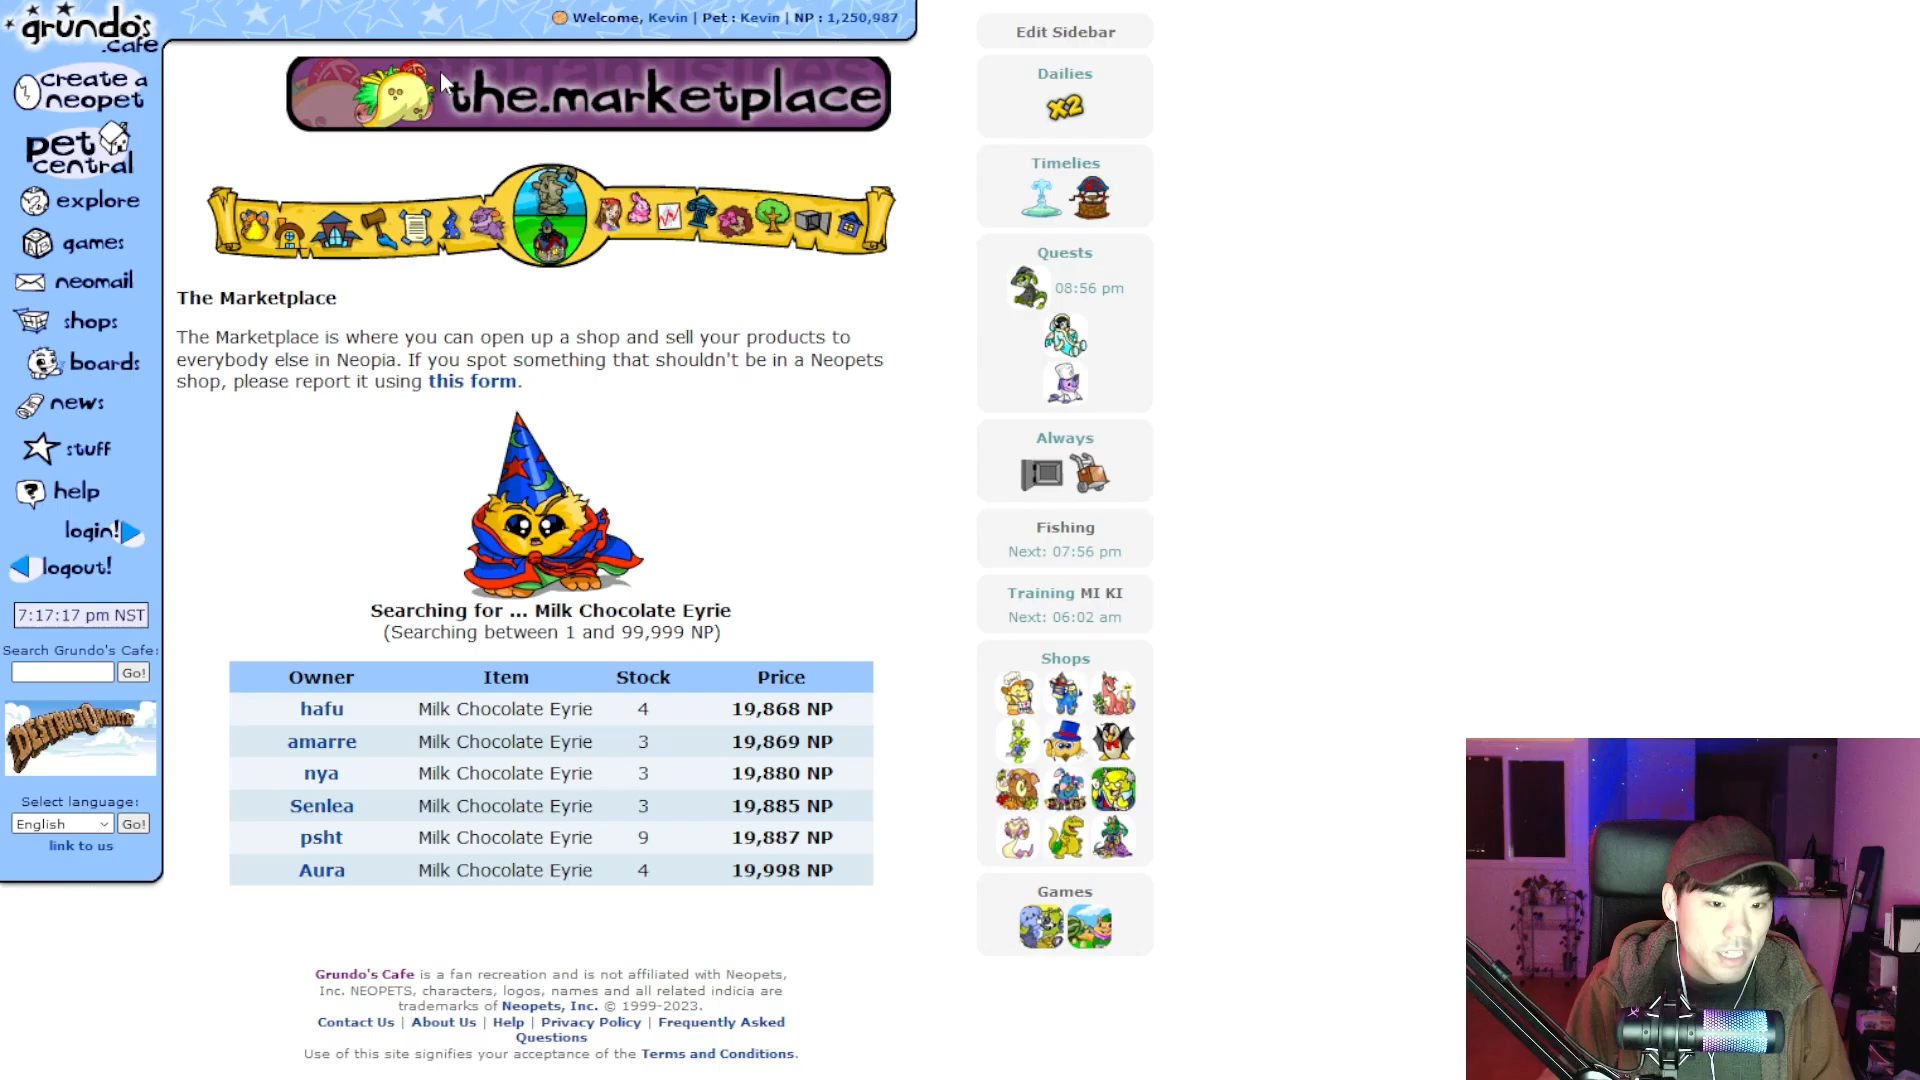 grundo's
.cafe
Welcome, Kevin | Pet : Kevin | NP : 1,250,987
create a
neopet
pet
central
explore
games
neomail
shops
boards
news
stuff
help
login!
logout!
7:17:17 pm NST
Search Grundo's Cafe:
Go!
DESTRUCT-O-MATCH
Select language:
English
Go!
link to us
the.marketplace
The Marketplace
The Marketplace is where you can open up a shop and sell your products to
everybody else in Neopia. If you spot something that shouldn't be in a Neopets
shop, please report it using this form.
Searching for ... Milk Chocolate Eyrie
(Searching between 1 and 99,999 NP)
Owner Item Stock Price
hafu Milk Chocolate Eyrie 4 19,868 NP
amarre Milk Chocolate Eyrie 3 19,869 NP
nya Milk Chocolate Eyrie 3 19,880 NP
Senlea Milk Chocolate Eyrie 3 19,885 NP
psht Milk Chocolate Eyrie 9 19,887 NP
Aura Milk Chocolate Eyrie 4 19,998 NP
Grundo's Cafe is a fan recreation and is not affiliated with Neopets,
Inc. NEOPETS, characters, logos, names and all related indicia are
trademarks of Neopets, Inc. © 1999-2023.
Contact Us | About Us | Help | Privacy Policy | Frequently Asked
Questions
Use of this site signifies your acceptance of the Terms and Conditions.
Edit Sidebar
Dailies
x2
Timelies
Quests
08:56 pm
Always
Fishing
Next: 07:56 pm
Training MI KI
Next: 06:02 am
Shops
Games